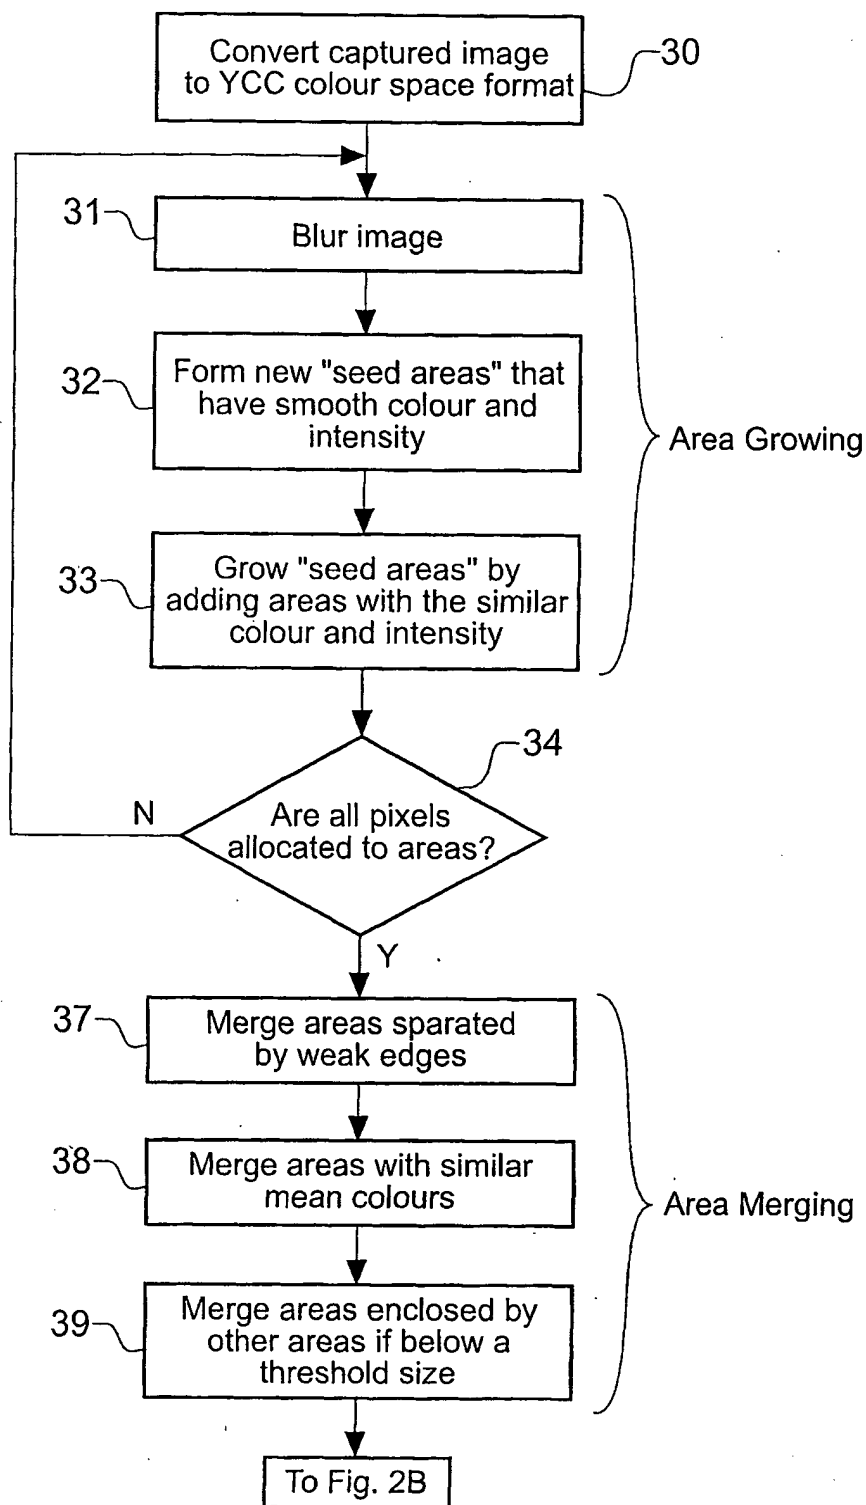 Convert captured image
to YCC colour space format
30
31
Blur image
32
Form new "seed areas" that
have smooth colour and
intensity
Area Growing
33
Grow "seed areas" by
adding areas with the similar
colour and intensity
34
N
Are all pixels
allocated to areas?
Y
37
Merge areas sparated
by weak edges
38
Merge areas with similar
mean colours
Area Merging
39
Merge areas enclosed by
other areas if below a
threshold size
To Fig. 2B